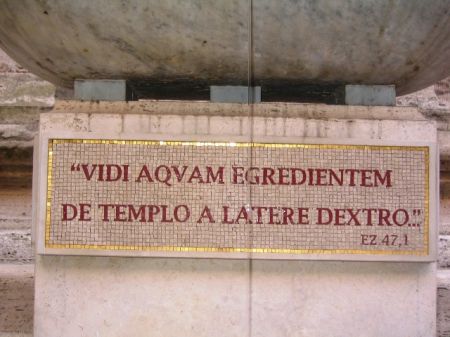 “VIDI AQVAM EGREDIENTEM
DE TEMPLO A LATERE DEXTRO...”
EZ 47,1